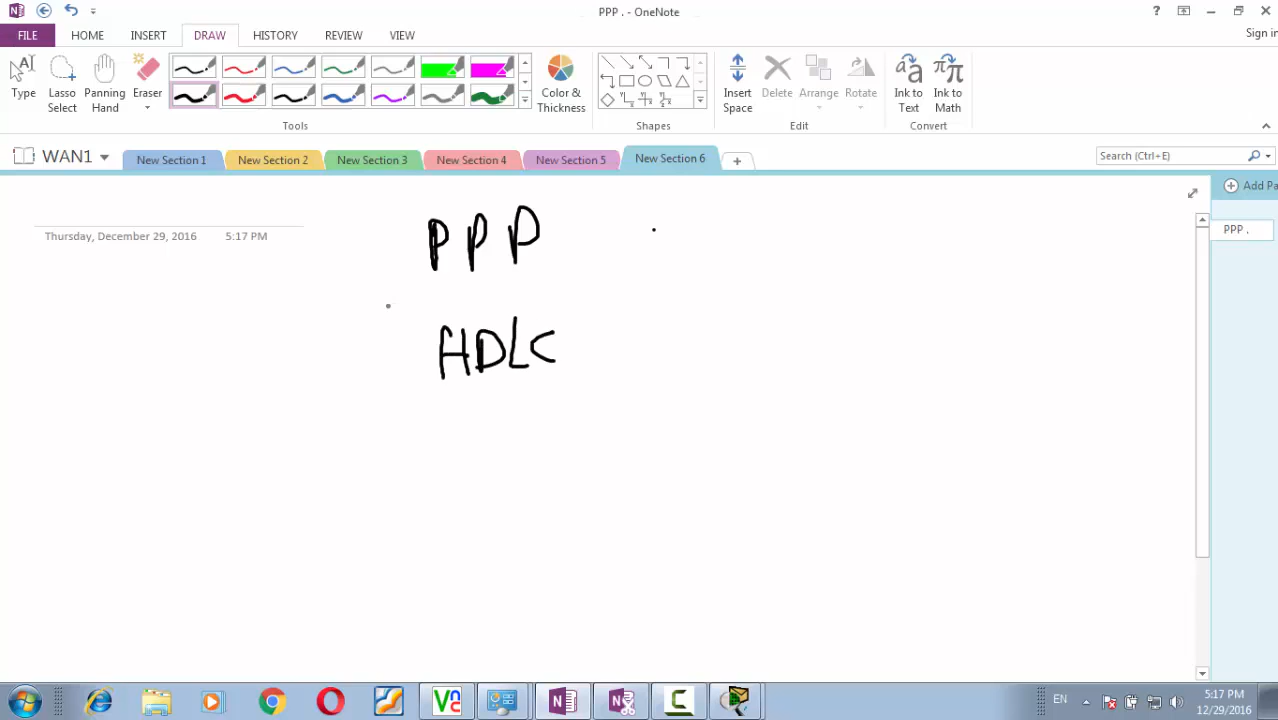 PPP . - OneNote
?
Sign in
FILE
HOME
INSERT
DRAW
HISTORY
REVIEW
VIEW
Type
Lasso Select
Panning Hand
Eraser
Color & Thickness
Insert Space
Delete
Arrange
Rotate
Ink to Text
Ink to Math
Tools
Shapes
Edit
Convert
WAN1
New Section 1
New Section 2
New Section 3
New Section 4
New Section 5
New Section 6
Search (Ctrl+E)
Add Pa
PPP .
Thursday, December 29, 2016 5:17 PM
PPP
HDLC
EN
5:17 PM
12/29/2016